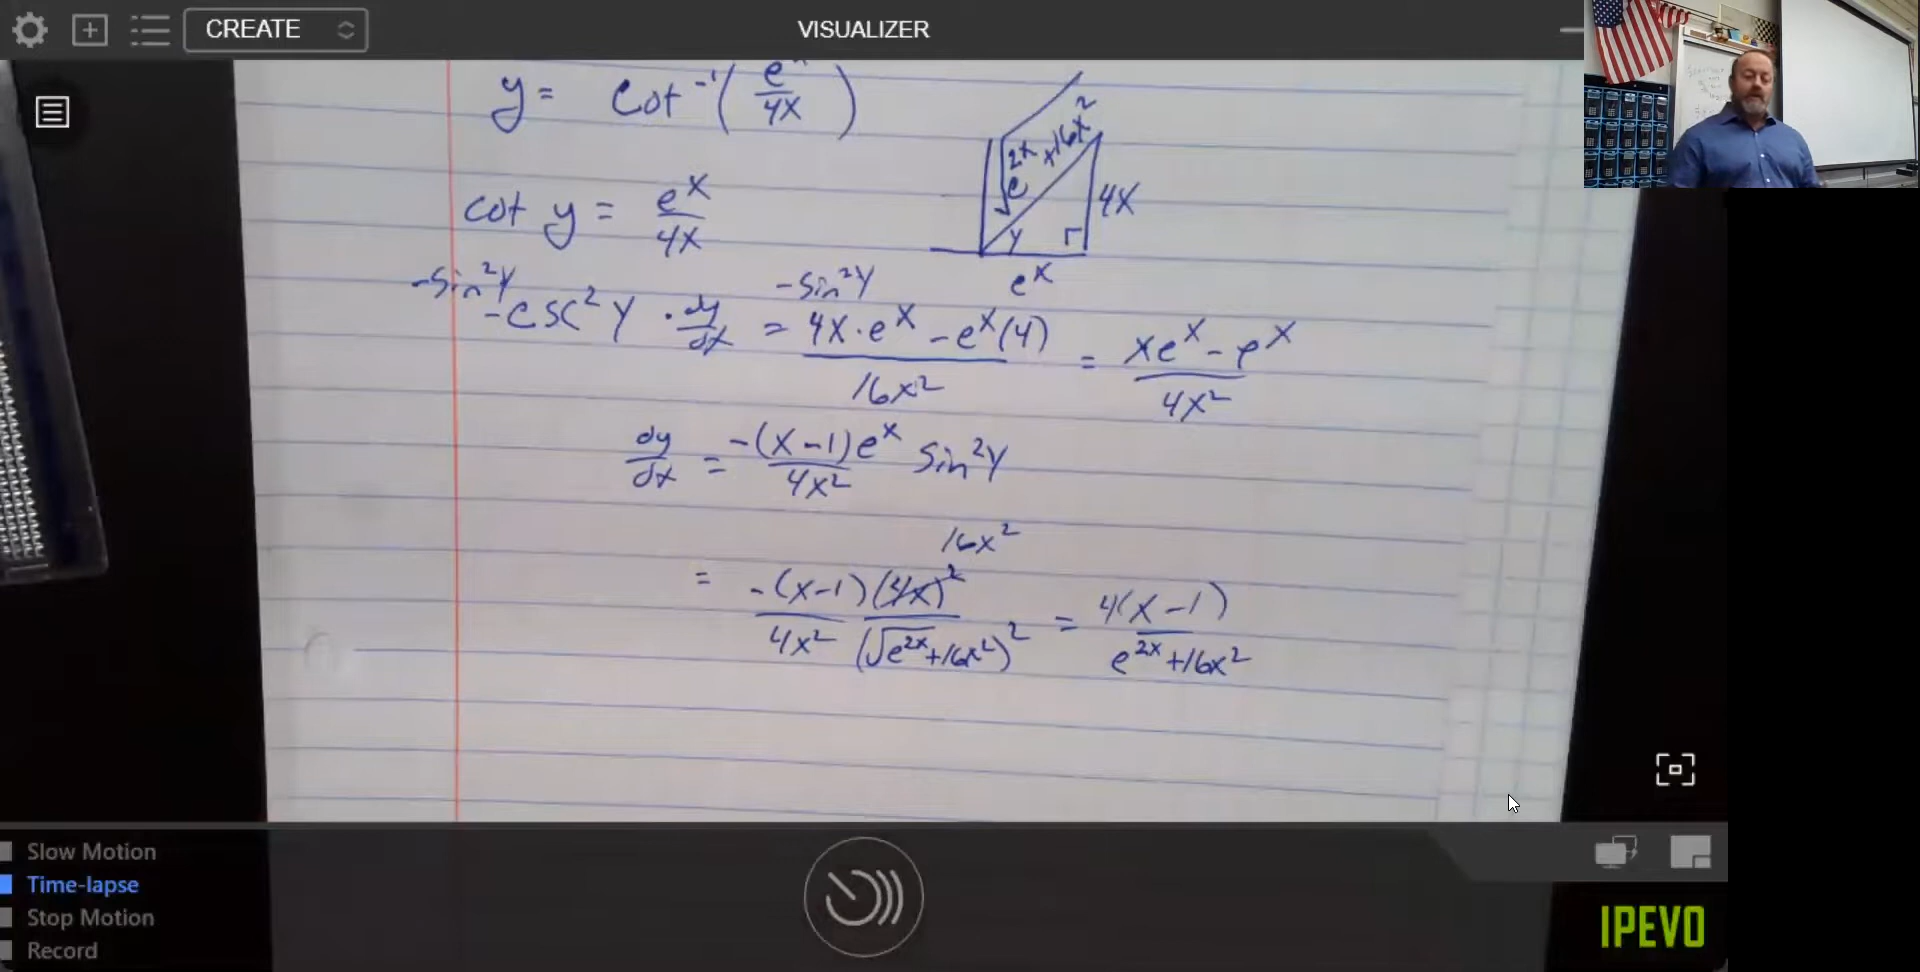 CREATE
VISUALIZER
y = Cot⁻¹(eˣ/4x)
√e²ˣ+16x²
4x
y
eˣ
cot y = eˣ/4x
-sin²y -sin²y
-csc²y · dy/dx = (4x·eˣ - eˣ(4))/16x² = (xeˣ - eˣ)/4x²
dy/dx = -(x-1)eˣ/4x² sin²y
16x²
= -(x-1)(4x)²/4x² (√e²ˣ+16x²)² = 4(x-1)/e²ˣ+16x²
Slow Motion
Time-lapse
Stop Motion
Record
IPEVO